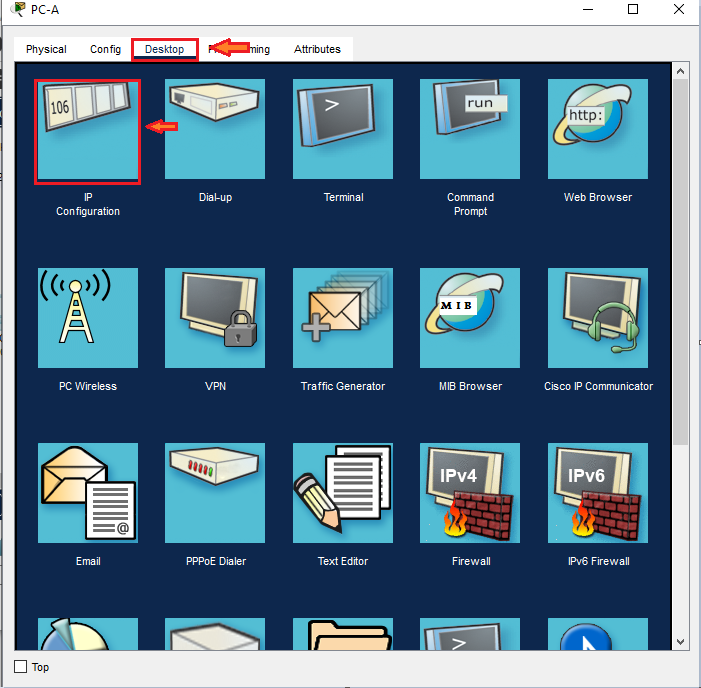 PC-A
Physical Config Desktop Attributes
106
>
run
http:
IP
Configuration
Dial-up
Terminal
Command
Prompt
Web Browser
MIB
PC Wireless
VPN
Traffic Generator
MIB Browser
Cisco IP Communicator
@
IPv4
IPv6
Email
PPPoE Dialer
Text Editor
Firewall
IPv6 Firewall
>
Top